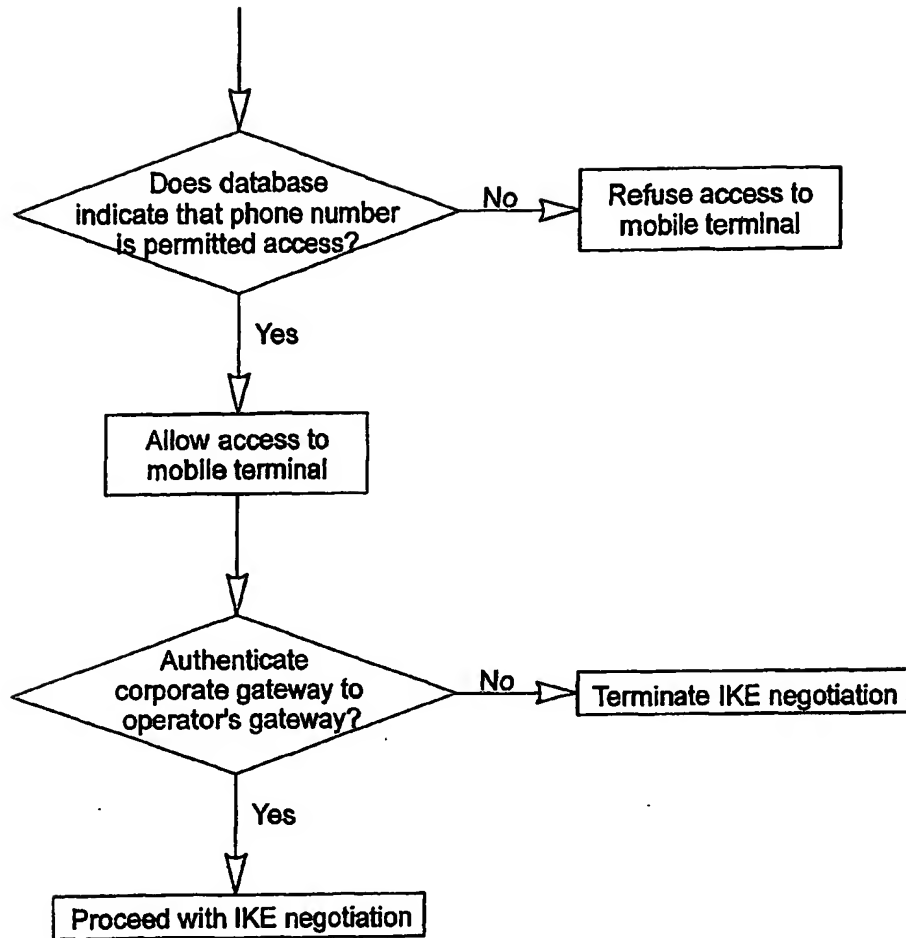 Does database
indicate that phone number
is permitted access?
No
Refuse access to
mobile terminal
Yes
Allow access to
mobile terminal
Authenticate
corporate gateway to
operator's gateway?
No
Terminate IKE negotiation
Yes
Proceed with IKE negotiation